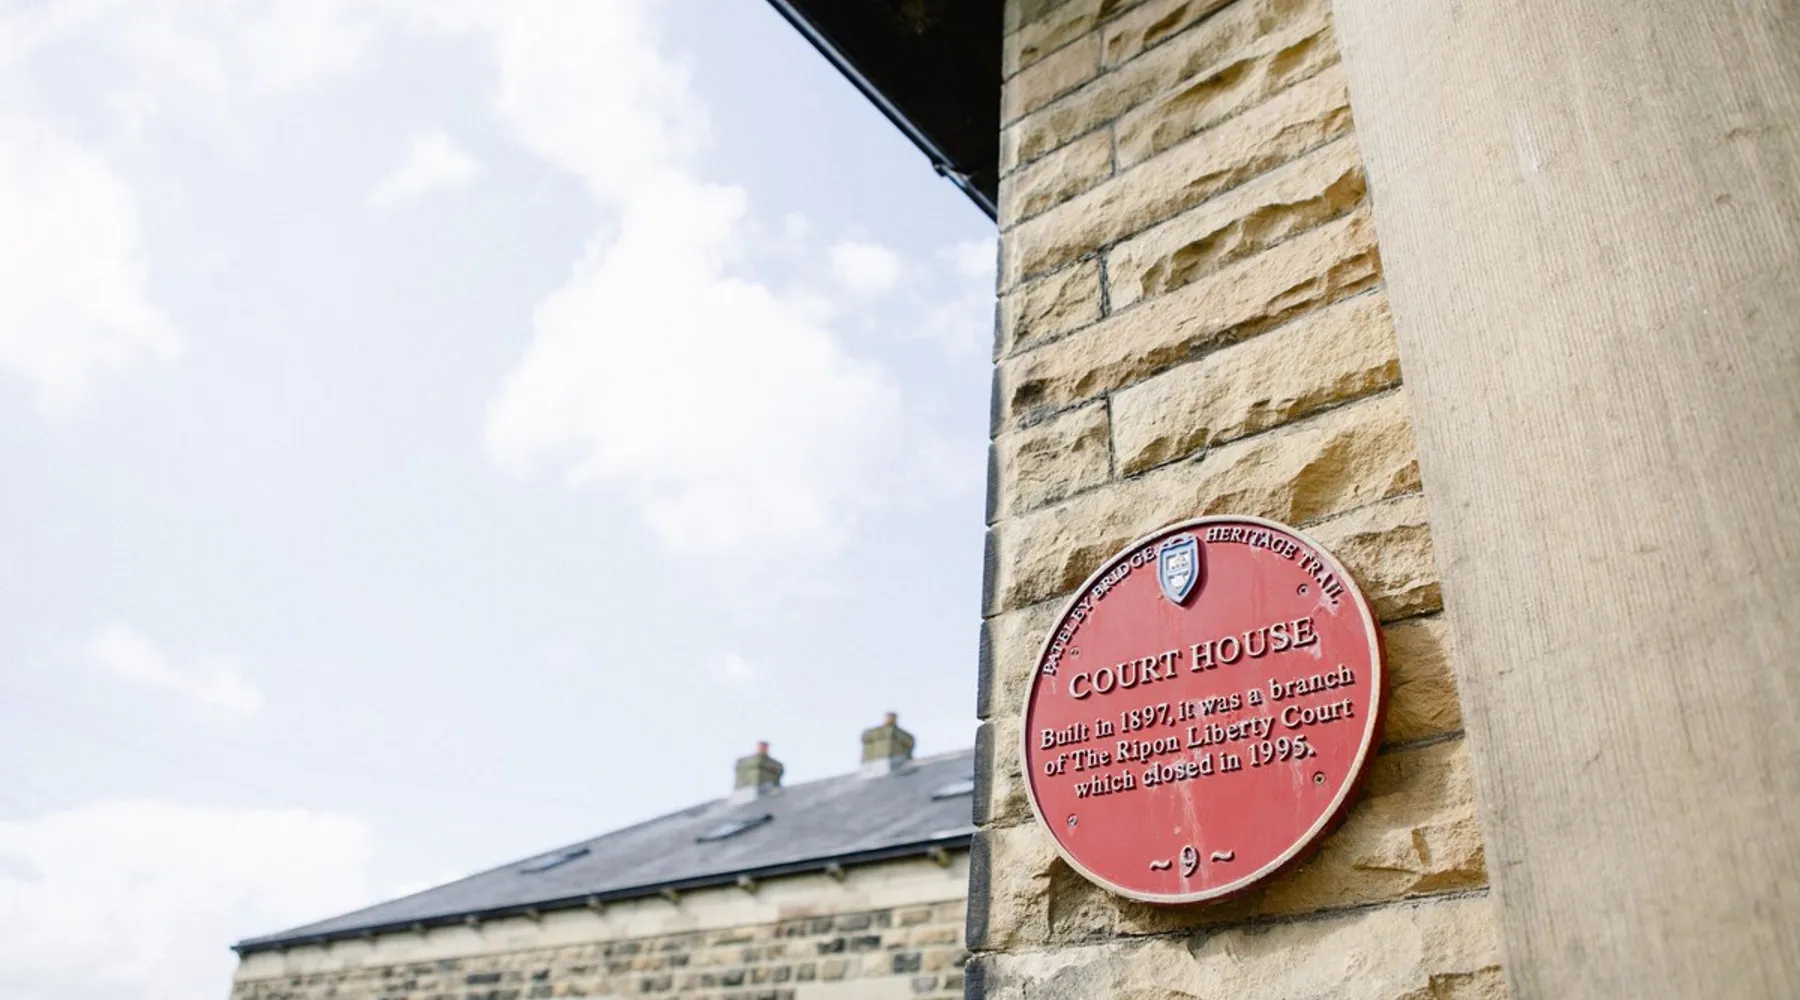 PATELEY BRIDGE HERITAGE TRAIL
COURT HOUSE
Built in 1897, it was a branch
of The Ripon Liberty Court
which closed in 1995.
~ 9 ~